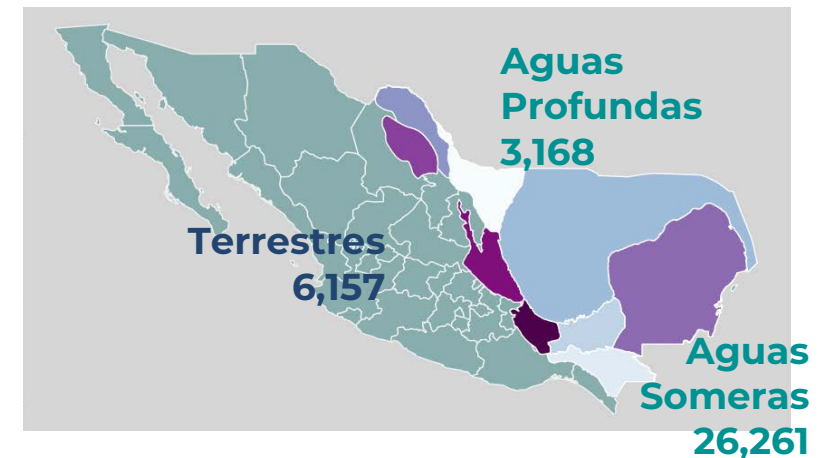 Aguas
Profundas
3,168
Terrestres
6,157
Aguas
Someras
26,261